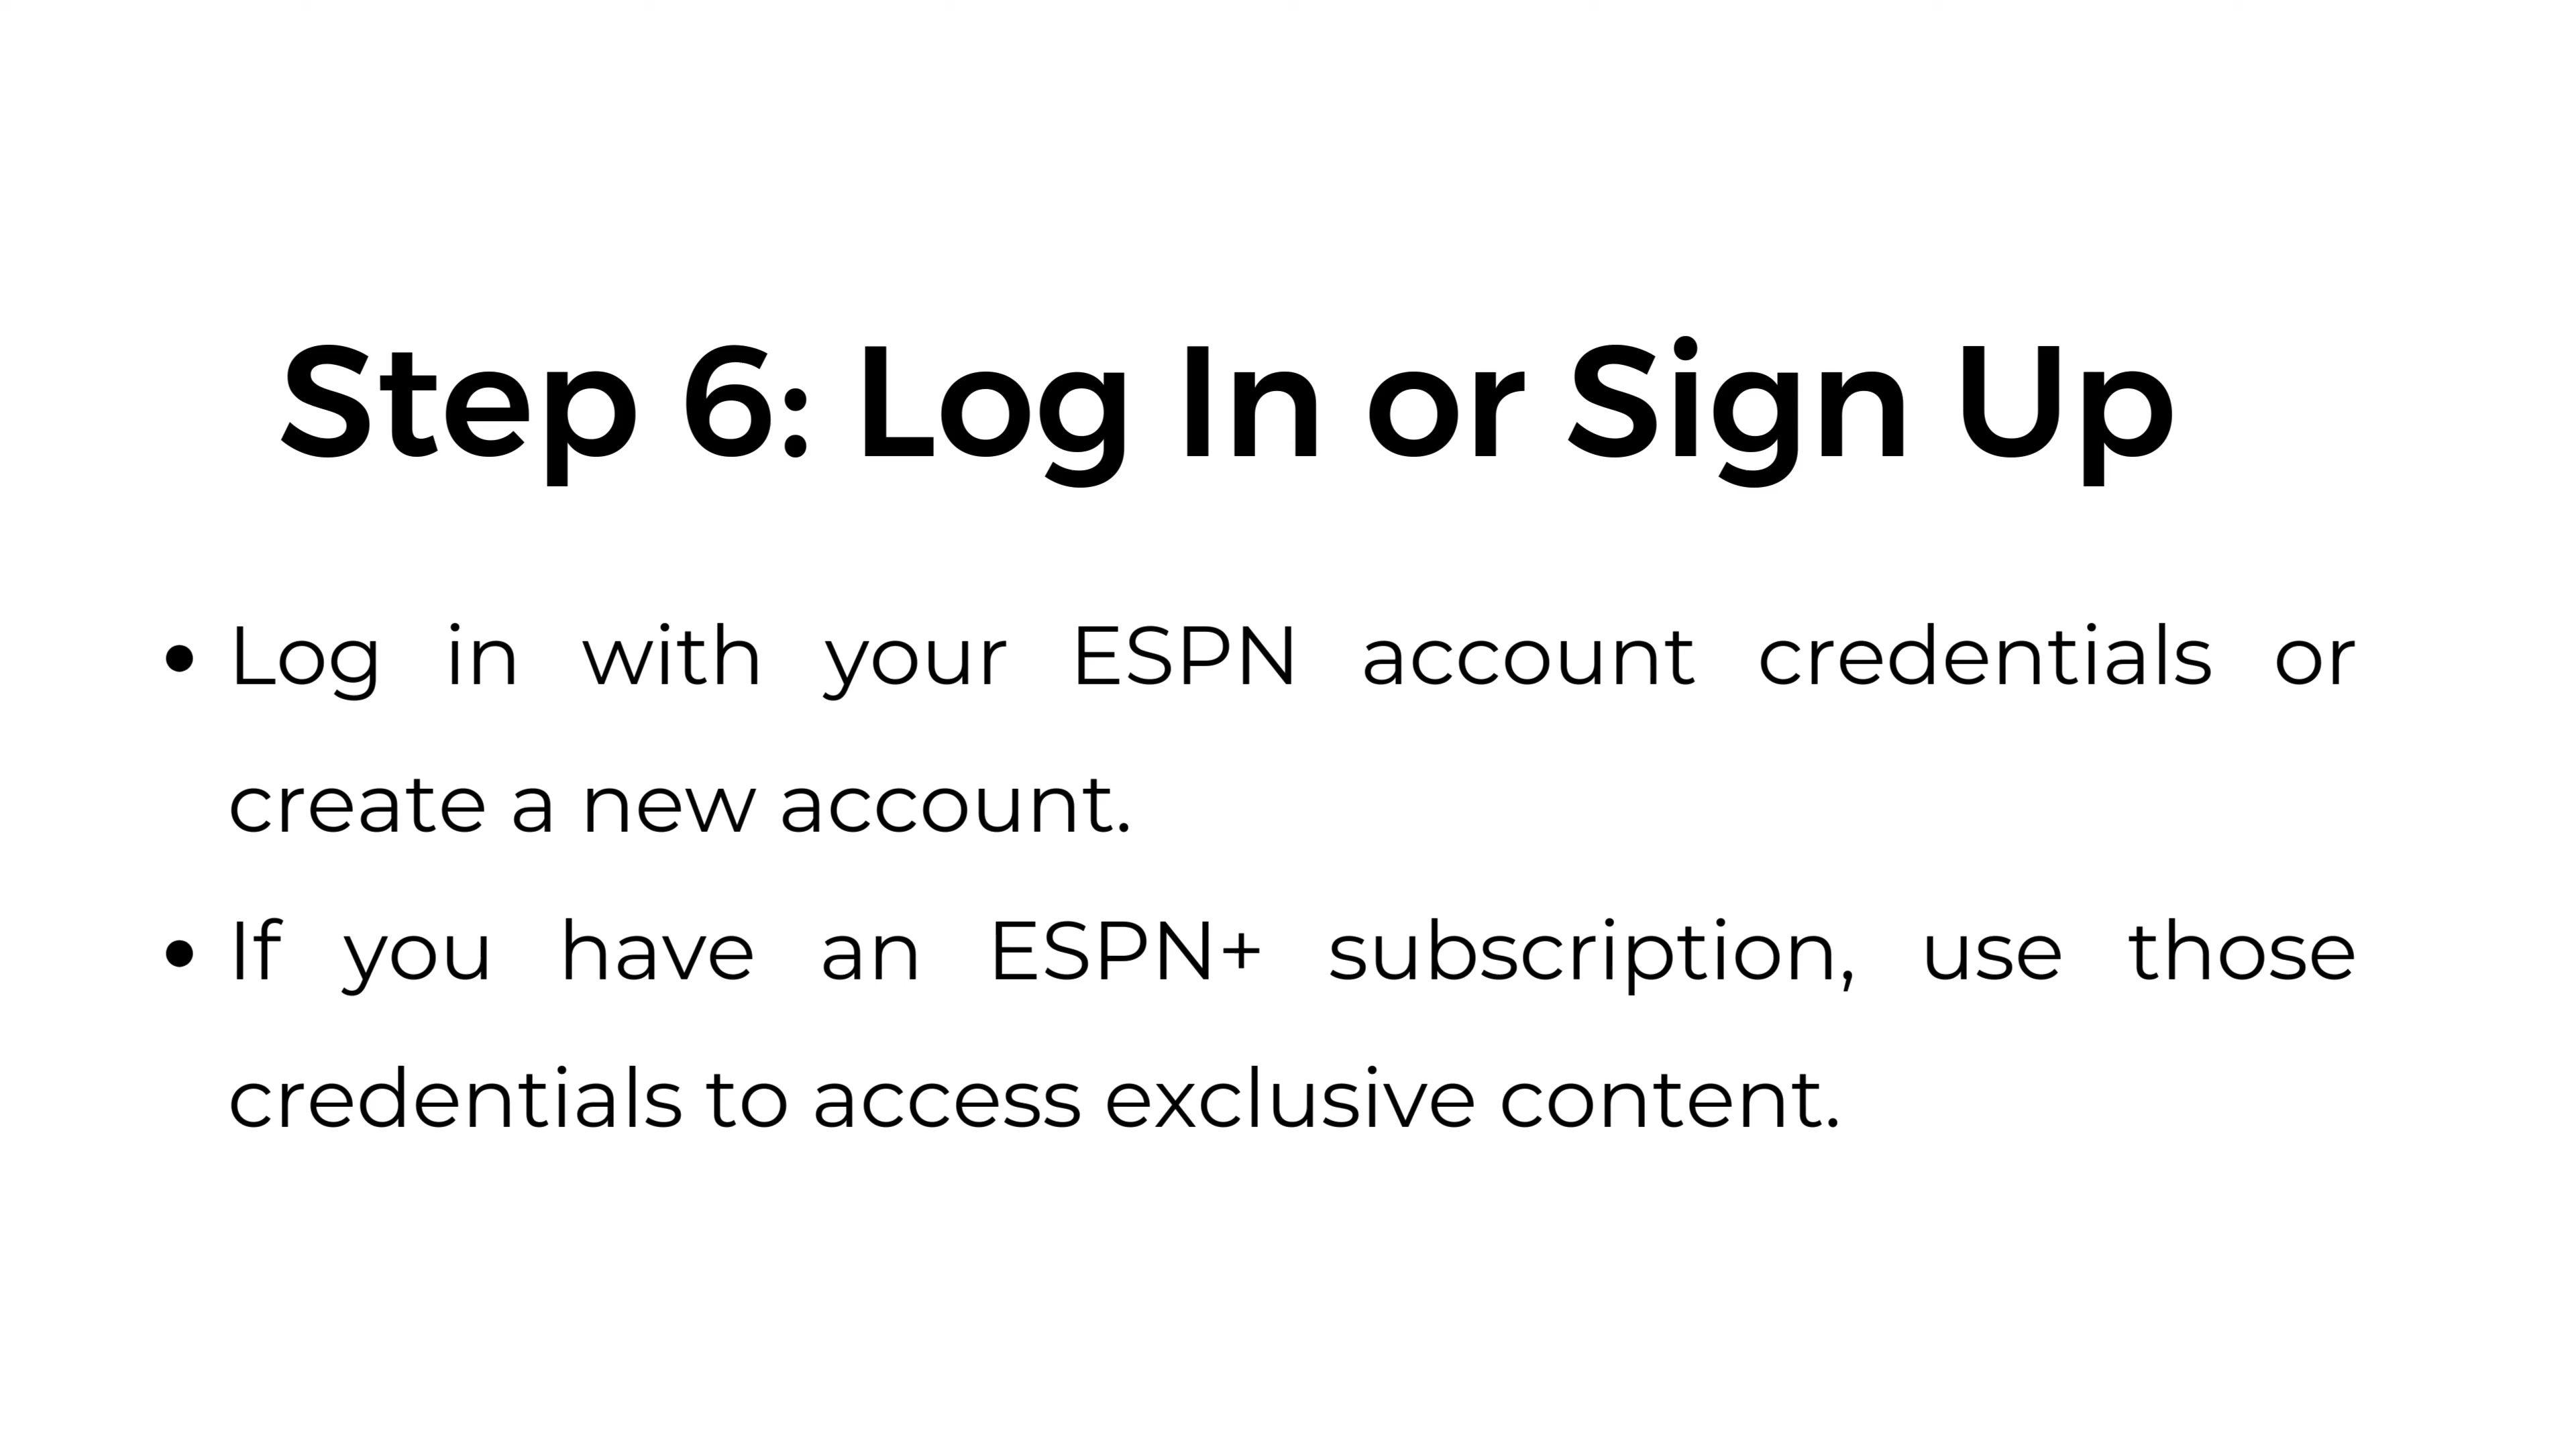 Step 6: Log In or Sign Up
• Log in with your ESPN account credentials or
create a new account.
• If you have an ESPN+ subscription, use those
credentials to access exclusive content.